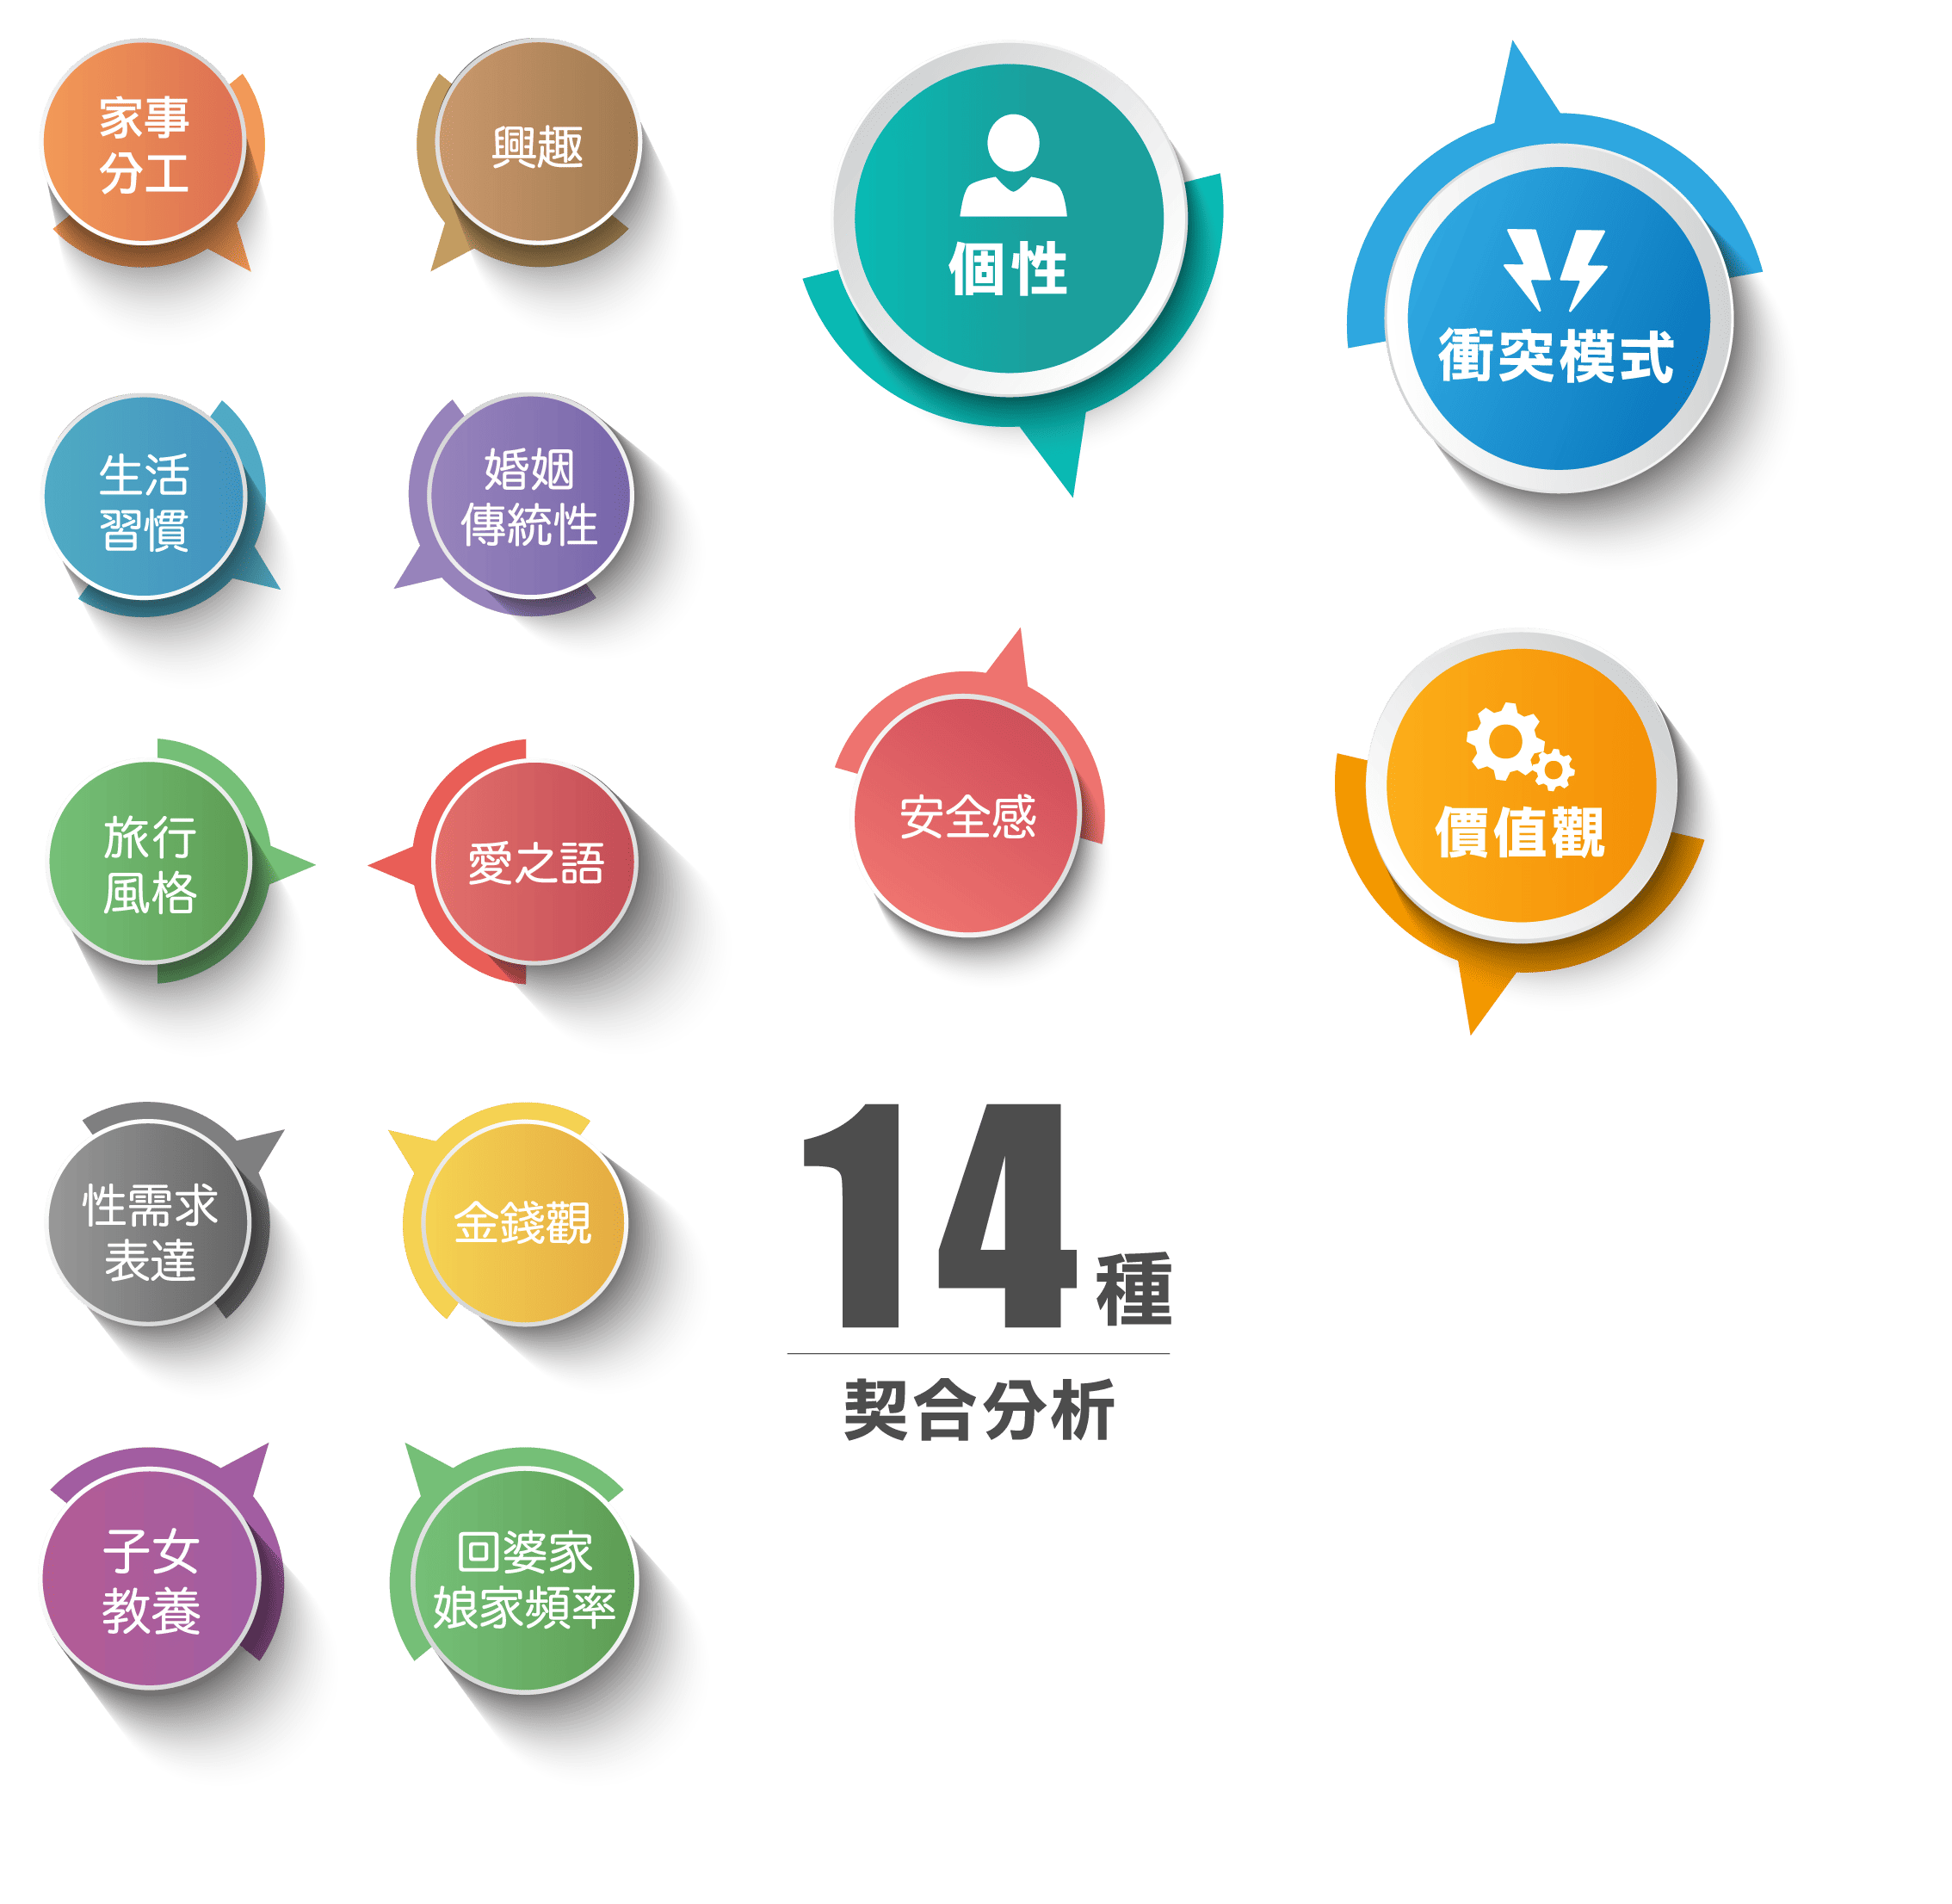 家事
分工
興趣
個性
衝突模式
生活
習慣
婚姻
傳統性
安全感
價值觀
旅行
風格
愛之語
性需求
表達
金錢觀
14種
契合分析
子女
教養
回婆家
娘家頻率